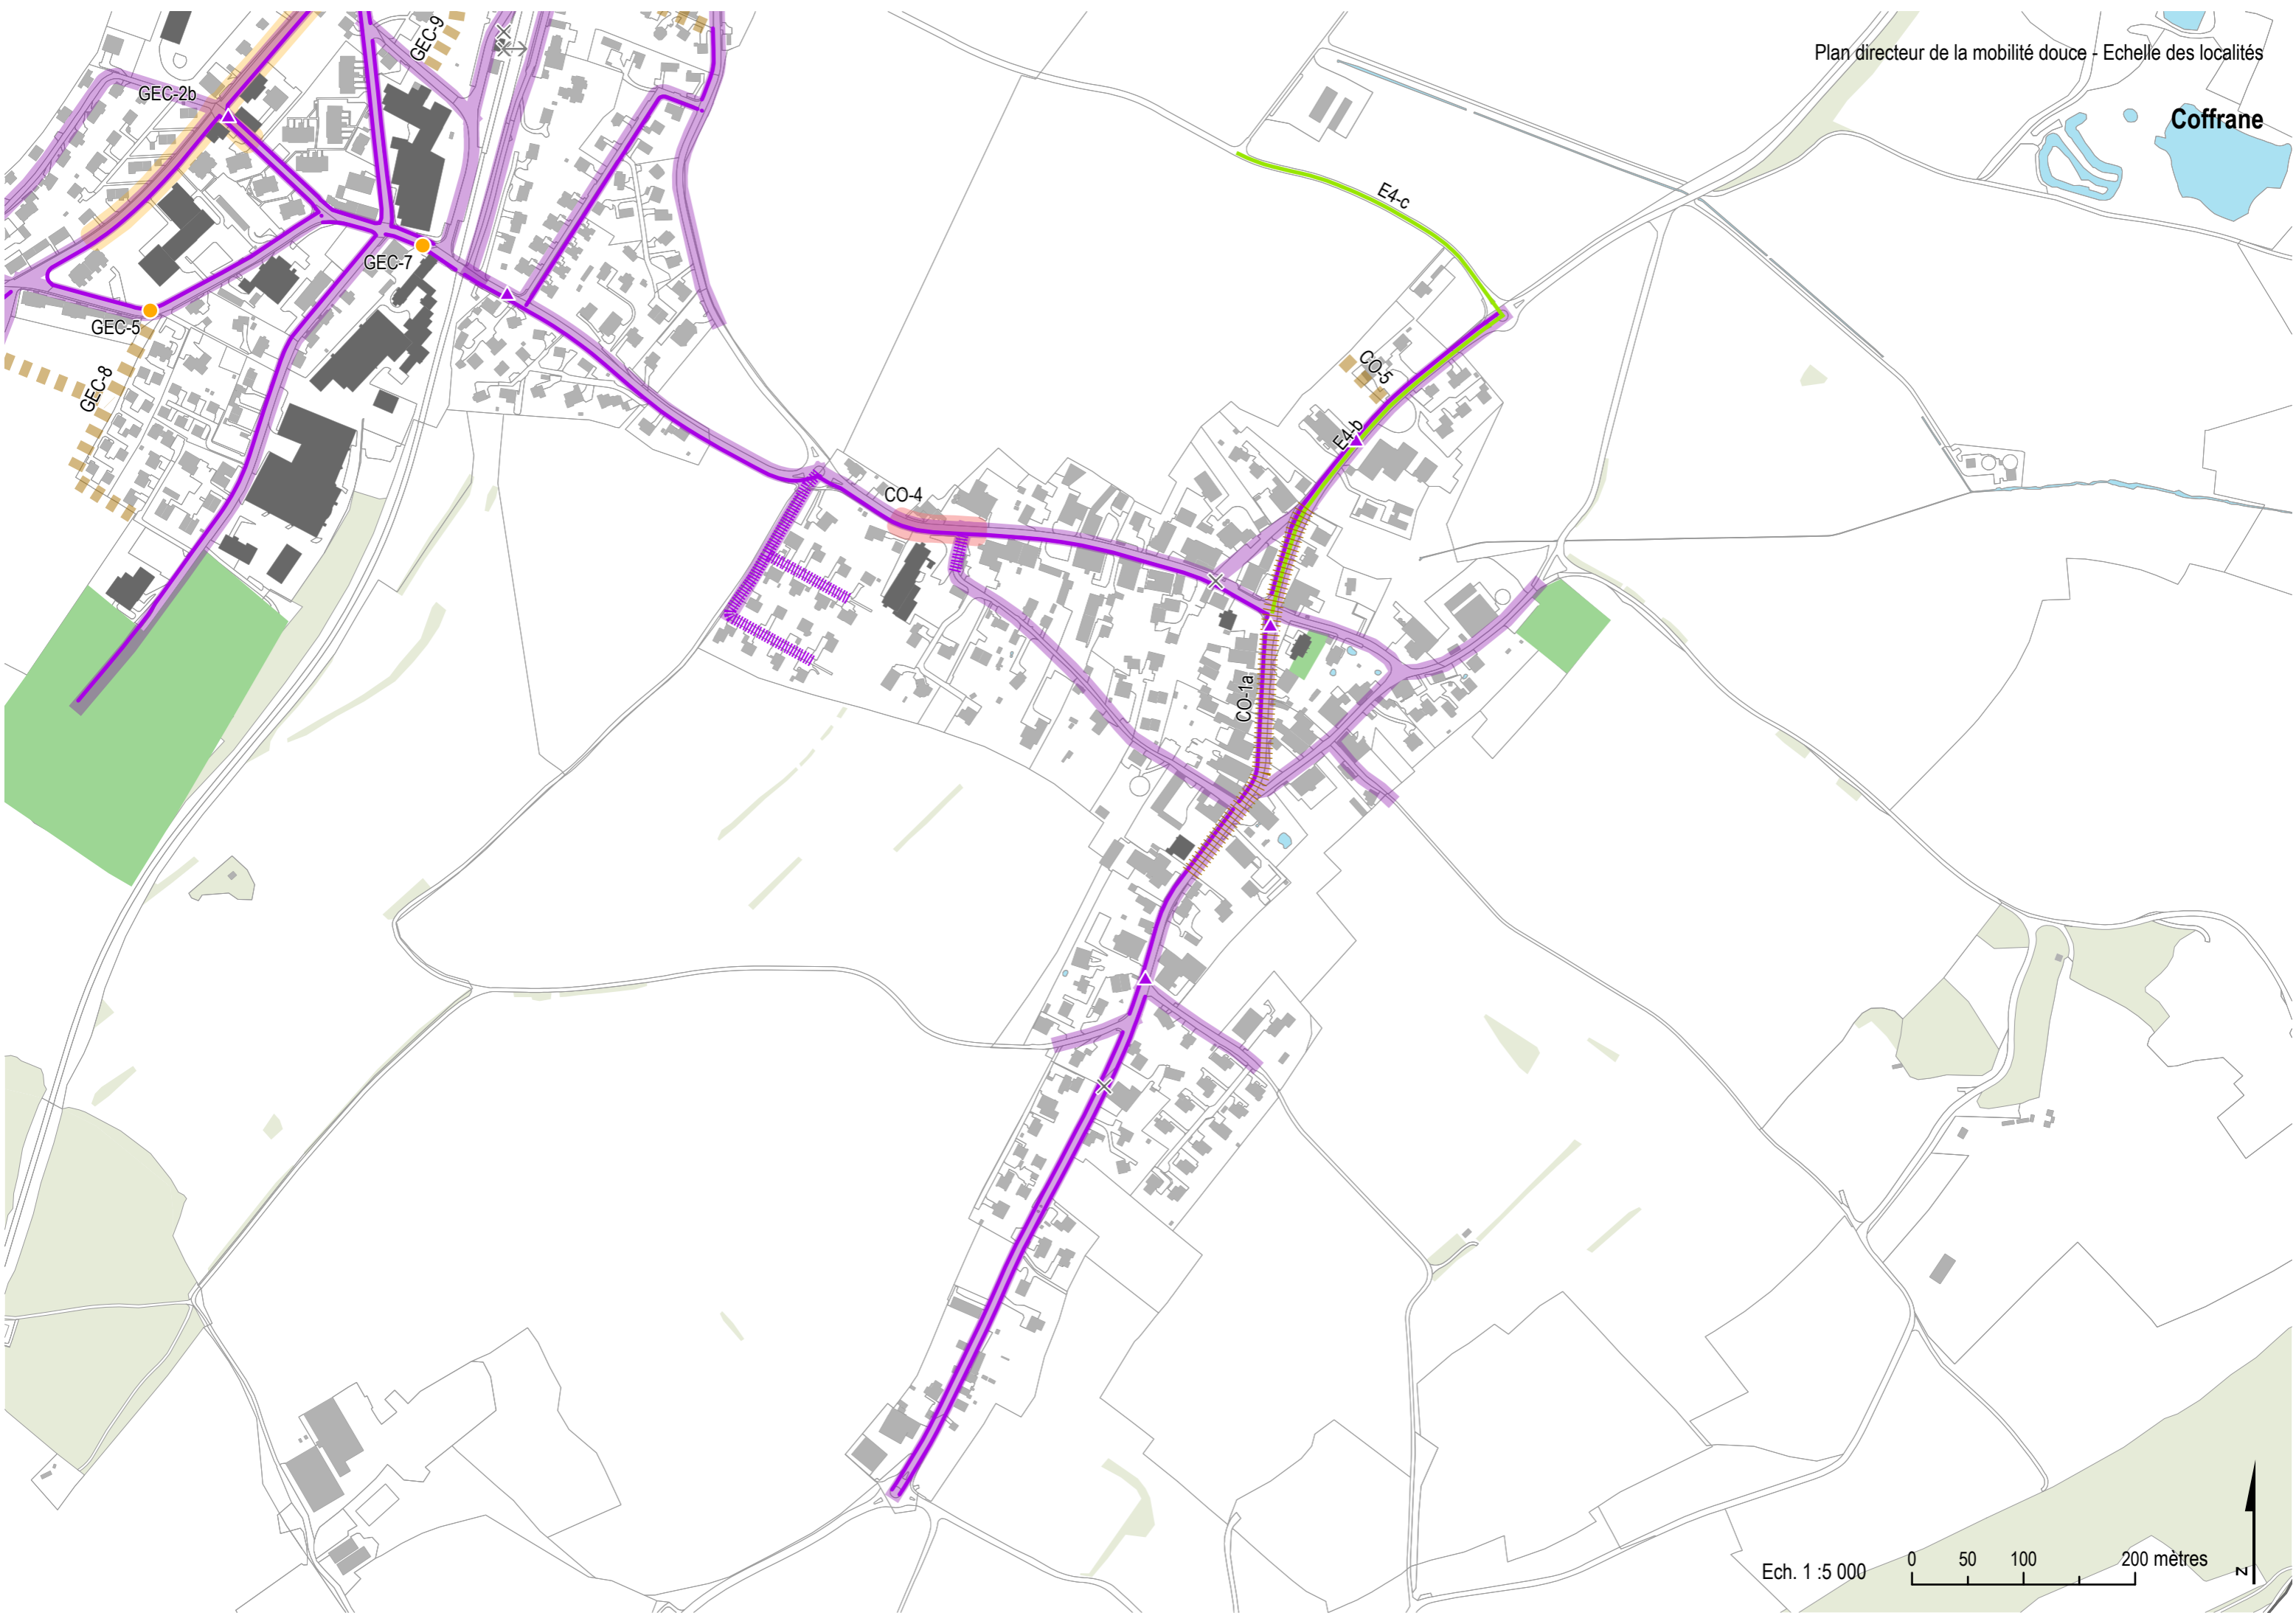 Plan directeur de la mobilité douce - Echelle des localités
Coffrane
GEC-9
GEC-2b
E4-c
GEC-7
GEC-5
GEC-8
CO-5
E4-b
CO-4
CO-1a
Ech. 1 :5 000
0 50 100 200 mètres
N